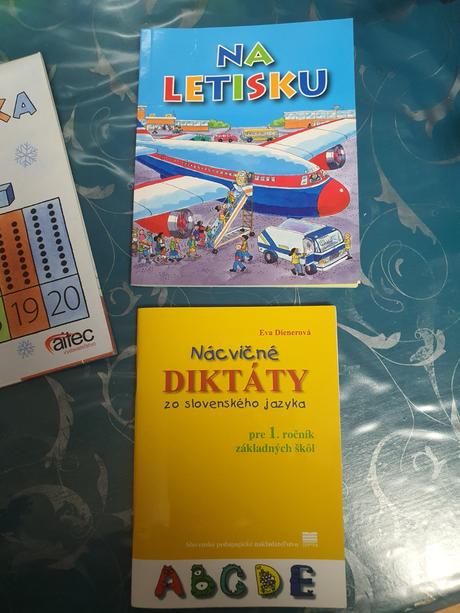 NA
LETISKU
KA
19 20
aitec
Eva Dienerová
Nácvičné
DIKTÁTY
zo slovenského jazyka
pre 1. ročník
základných škôl
Slovenské pedagogické nakladateľstvo
ABCDE